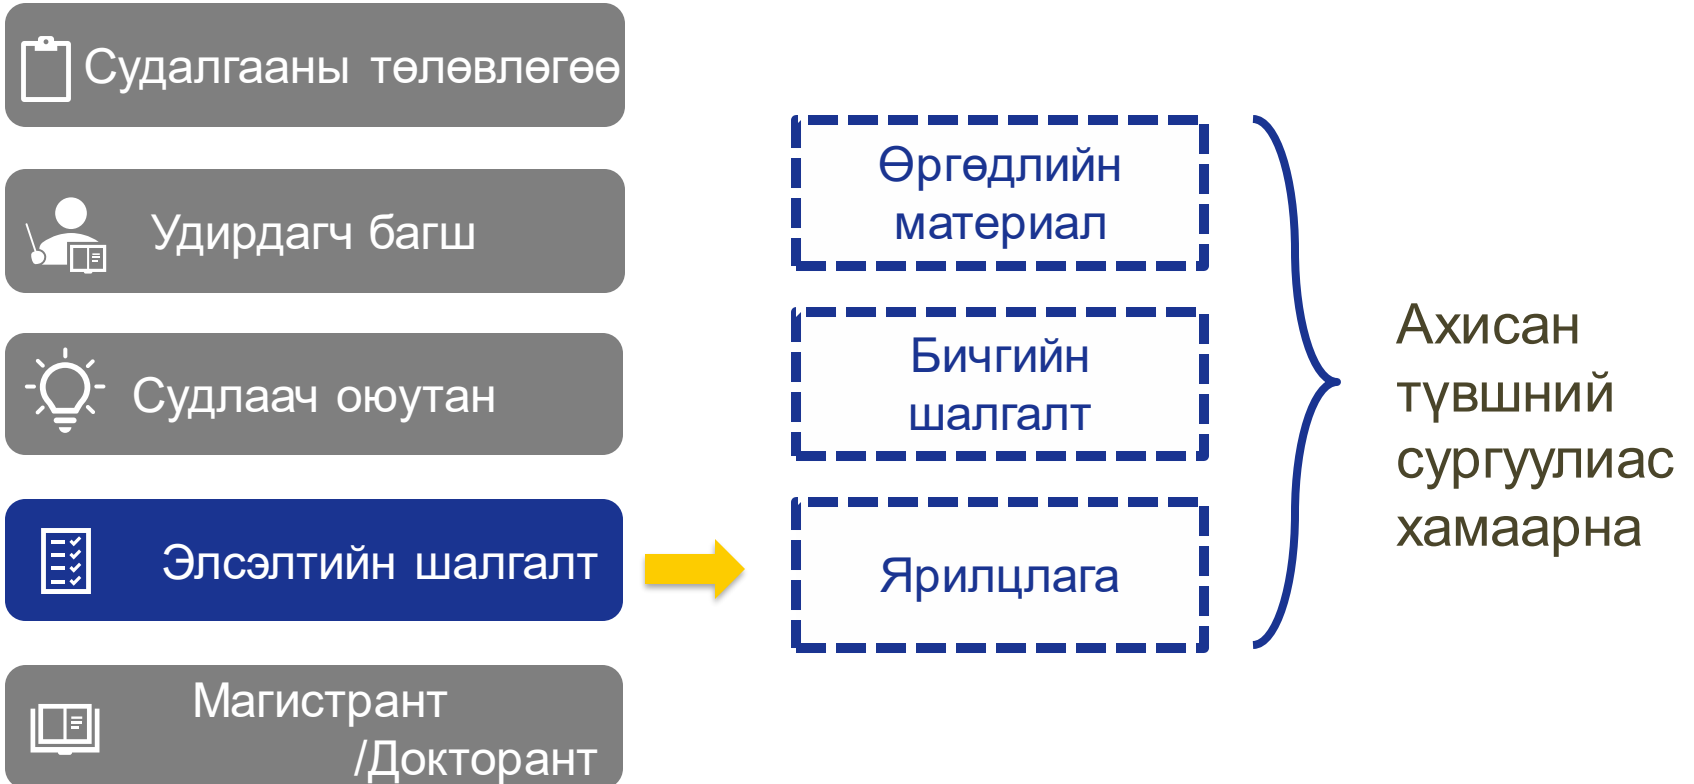 Судалгааны төлөвлөгөө
Удирдагч багш
Судлаач оюутан
Элсэлтийн шалгалт
Магистрант
/Докторант
Өргөдлийн
материал
Бичгийн
шалгалт
Ярилцлага
Ахисан
түвшний
сургуулиас
хамаарна